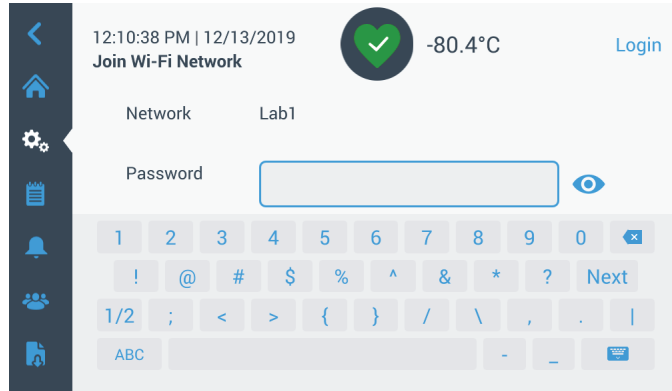 12:10:38 PM | 12/13/2019
Join Wi-Fi Network
-80.4°C
Login
Network Lab1
Password
1 2 3 4 5 6 7 8 9 0
! @ # $ % ^ & * ? Next
1/2 ; < > { } / \ , . |
ABC - _